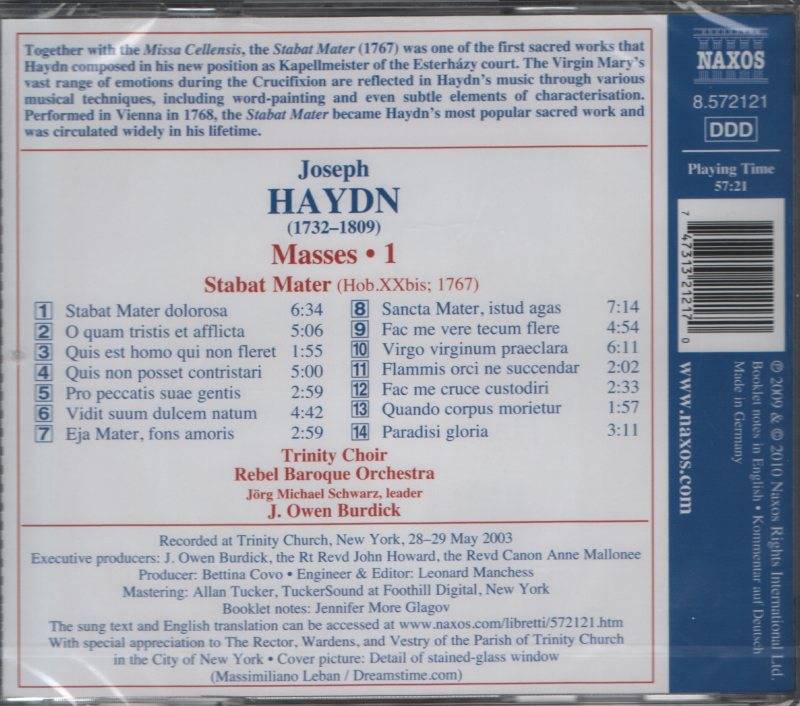 Together with the Missa Cellensis, the Stabat Mater (1767) was one of the first sacred works that
Haydn composed in his new position as Kapellmeister of the Esterházy court. The Virgin Mary's
vast range of emotions during the Crucifixion are reflected in Haydn's music through various
musical techniques, including word-painting and even subtle elements of characterisation.
Performed in Vienna in 1768, the Stabat Mater became Haydn's most popular sacred work and
was circulated widely in his lifetime.
Joseph
HAYDN
(1732–1809)
Masses • 1
Stabat Mater (Hob.XXbis; 1767)
1 Stabat Mater dolorosa 6:34
2 O quam tristis et afflicta 5:06
3 Quis est homo qui non fleret 1:55
4 Quis non posset contristari 5:00
5 Pro peccatis suae gentis 2:59
6 Vidit suum dulcem natum 4:42
7 Eja Mater, fons amoris 2:59
8 Sancta Mater, istud agas 7:14
9 Fac me vere tecum flere 4:54
10 Virgo virginum praeclara 6:11
11 Flammis orci ne succendar 2:02
12 Fac me cruce custodiri 2:33
13 Quando corpus morietur 1:57
14 Paradisi gloria 3:11
Trinity Choir
Rebel Baroque Orchestra
Jörg Michael Schwarz, leader
J. Owen Burdick
Recorded at Trinity Church, New York, 28–29 May 2003
Executive producers: J. Owen Burdick, the Rt Revd John Howard, the Revd Canon Anne Mallonee
Producer: Bettina Covo • Engineer & Editor: Leonard Manchess
Mastering: Allan Tucker, TuckerSound at Foothill Digital, New York
Booklet notes: Jennifer More Glagov
The sung text and English translation can be accessed at www.naxos.com/libretti/572121.htm
With special appreciation to The Rector, Wardens, and Vestry of the Parish of Trinity Church
in the City of New York • Cover picture: Detail of stained-glass window
(Massimiliano Leban / Dreamstime.com)
NAXOS
8.572121
DDD
Playing Time
57:21
7 47313 21217 0
www.naxos.com
℗ 2009 & © 2010 Naxos Rights International Ltd.
Booklet notes in English • Kommentar auf Deutsch
Made in Germany